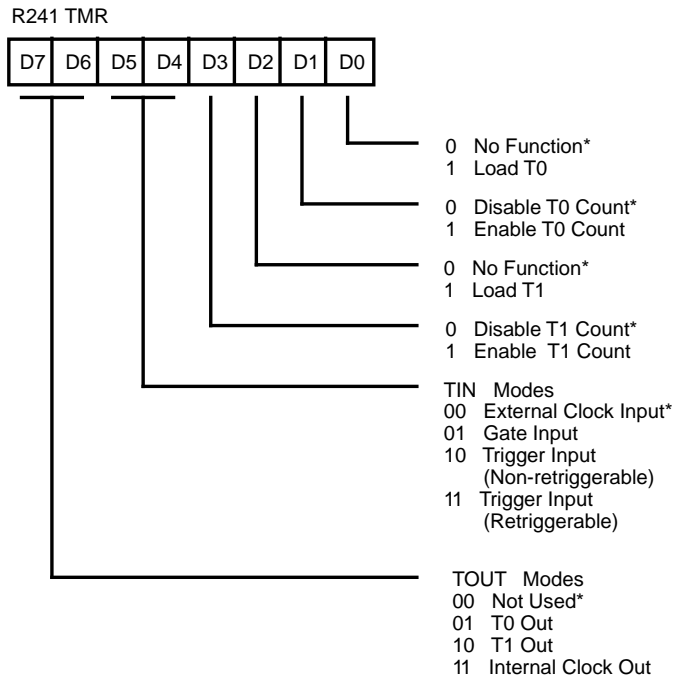 R241 TMR
D7 D6 D5 D4 D3 D2 D1 D0
0 No Function*
1 Load T0
0 Disable T0 Count*
1 Enable T0 Count
0 No Function*
1 Load T1
0 Disable T1 Count*
1 Enable T1 Count
TIN Modes
00 External Clock Input*
01 Gate Input
10 Trigger Input
(Non-retriggerable)
11 Trigger Input
(Retriggerable)
TOUT Modes
00 Not Used*
01 T0 Out
10 T1 Out
11 Internal Clock Out